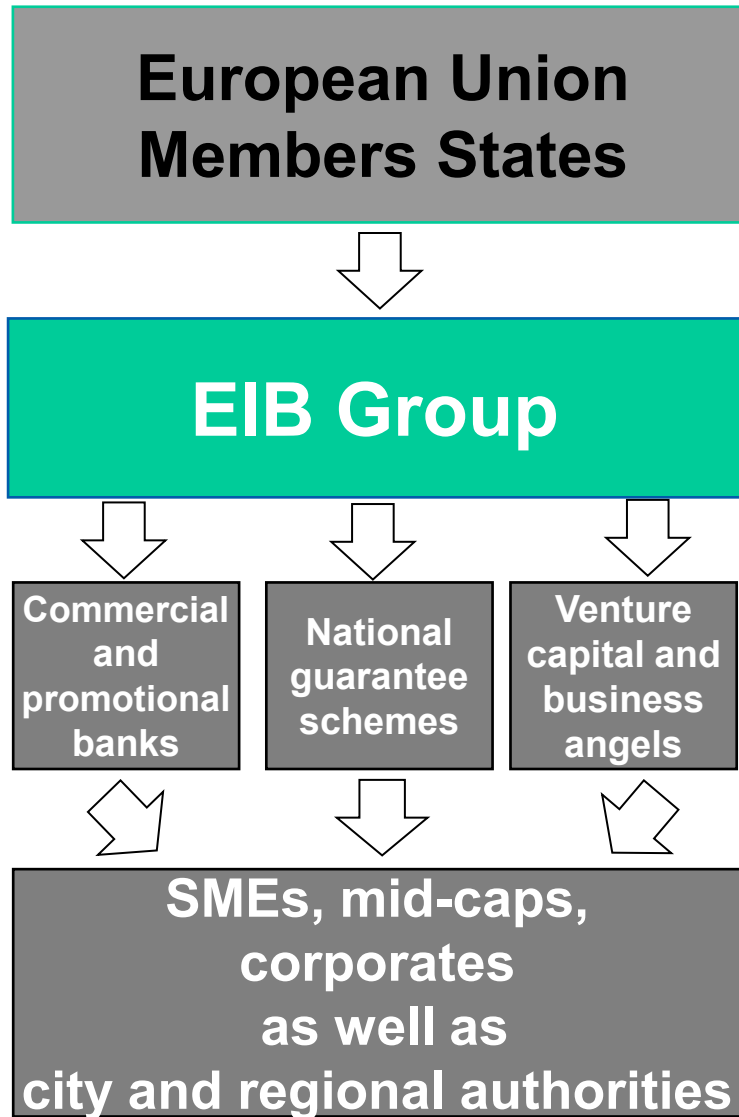 European Union
Members States
EIB Group
Commercial
and
promotional
banks
National
guarantee
schemes
Venture
capital and
business
angels
SMEs, mid-caps,
corporates
as well as
city and regional authorities